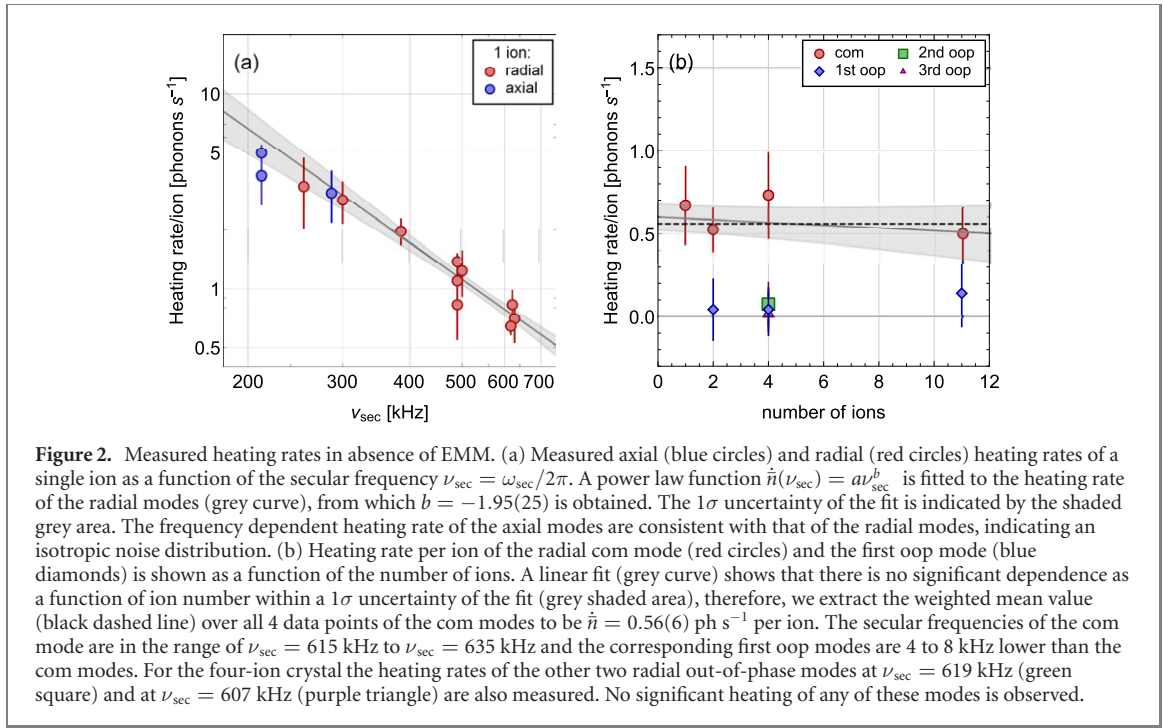 (a)
1 ion:
radial
axial
10
5
1
0.5
Heating rate/ion [phonons s⁻¹]
200 300 400 500 600 700
νsec [kHz]
(b)
com 2nd oop
1st oop 3rd oop
1.5
1.0
0.5
0.0
Heating rate/ion [phonons s⁻¹]
0 2 4 6 8 10 12
number of ions
Figure 2. Measured heating rates in absence of EMM. (a) Measured axial (blue circles) and radial (red circles) heating rates of a
single ion as a function of the secular frequency νsec = ωsec/2π. A power law function n̄̇(νsec) = aνᵇsec is fitted to the heating rate
of the radial modes (grey curve), from which b = −1.95(25) is obtained. The 1σ uncertainty of the fit is indicated by the shaded
grey area. The frequency dependent heating rate of the axial modes are consistent with that of the radial modes, indicating an
isotropic noise distribution. (b) Heating rate per ion of the radial com mode (red circles) and the first oop mode (blue
diamonds) is shown as a function of the number of ions. A linear fit (grey curve) shows that there is no significant dependence as
a function of ion number within a 1σ uncertainty of the fit (grey shaded area), therefore, we extract the weighted mean value
(black dashed line) over all 4 data points of the com modes to be n̄̇ = 0.56(6) ph s⁻¹ per ion. The secular frequencies of the com
mode are in the range of νsec = 615 kHz to νsec = 635 kHz and the corresponding first oop modes are 4 to 8 kHz lower than the
com modes. For the four-ion crystal the heating rates of the other two radial out-of-phase modes at νsec = 619 kHz (green
square) and at νsec = 607 kHz (purple triangle) are also measured. No significant heating of any of these modes is observed.